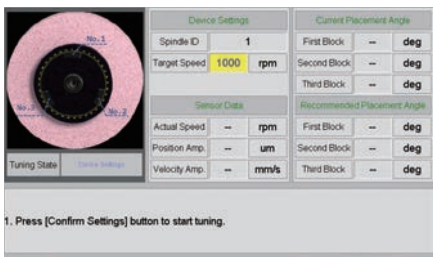 No.1
No.3
No.2
Tuning State
Device Settings
Device Settings
Spindle ID 1
Target Speed 1000 rpm
Sensor Data
Actual Speed -- rpm
Position Amp. -- um
Velocity Amp. -- mm/s
Current Placement Angle
First Block -- deg
Second Block -- deg
Third Block -- deg
Recommended Placement Angle
First Block -- deg
Second Block -- deg
Third Block -- deg
1. Press [Confirm Settings] button to start tuning.